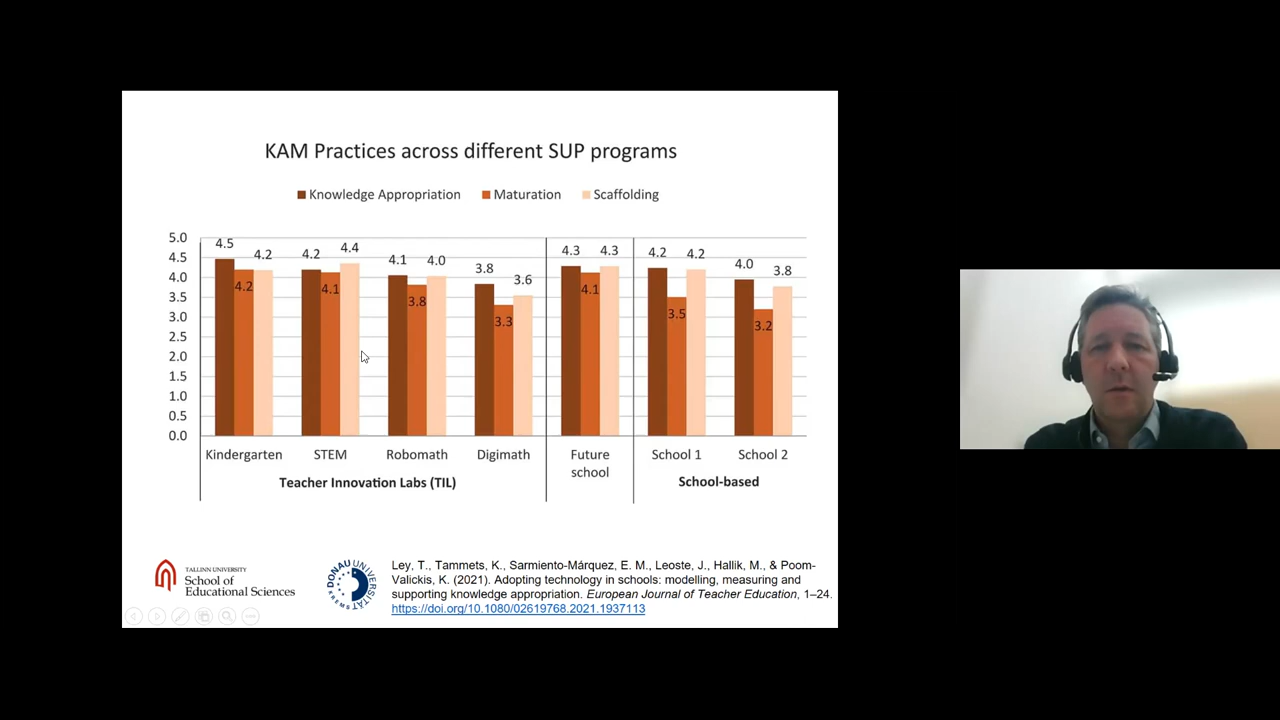 KAM Practices across different SUP programs
Knowledge Appropriation Maturation Scaffolding
5.0
4.5
4.0
3.5
3.0
2.5
2.0
1.5
1.0
0.5
0.0
4.5 4.2 4.2
4.2 4.1 4.4
4.1 3.8 4.0
3.8 3.3 3.6
4.3 4.1 4.3
4.2 3.5 4.2
4.0 3.2 3.8
Kindergarten STEM Robomath Digimath Future school School 1 School 2
Teacher Innovation Labs (TIL) School-based
TALLINN UNIVERSITY
School of
Educational Sciences
DONAU UNIVERSITÄT KREMS
Ley, T., Tammets, K., Sarmiento-Márquez, E. M., Leoste, J., Hallik, M., & Poom-
Valickis, K. (2021). Adopting technology in schools: modelling, measuring and
supporting knowledge appropriation. European Journal of Teacher Education, 1–24.
https://doi.org/10.1080/02619768.2021.1937113